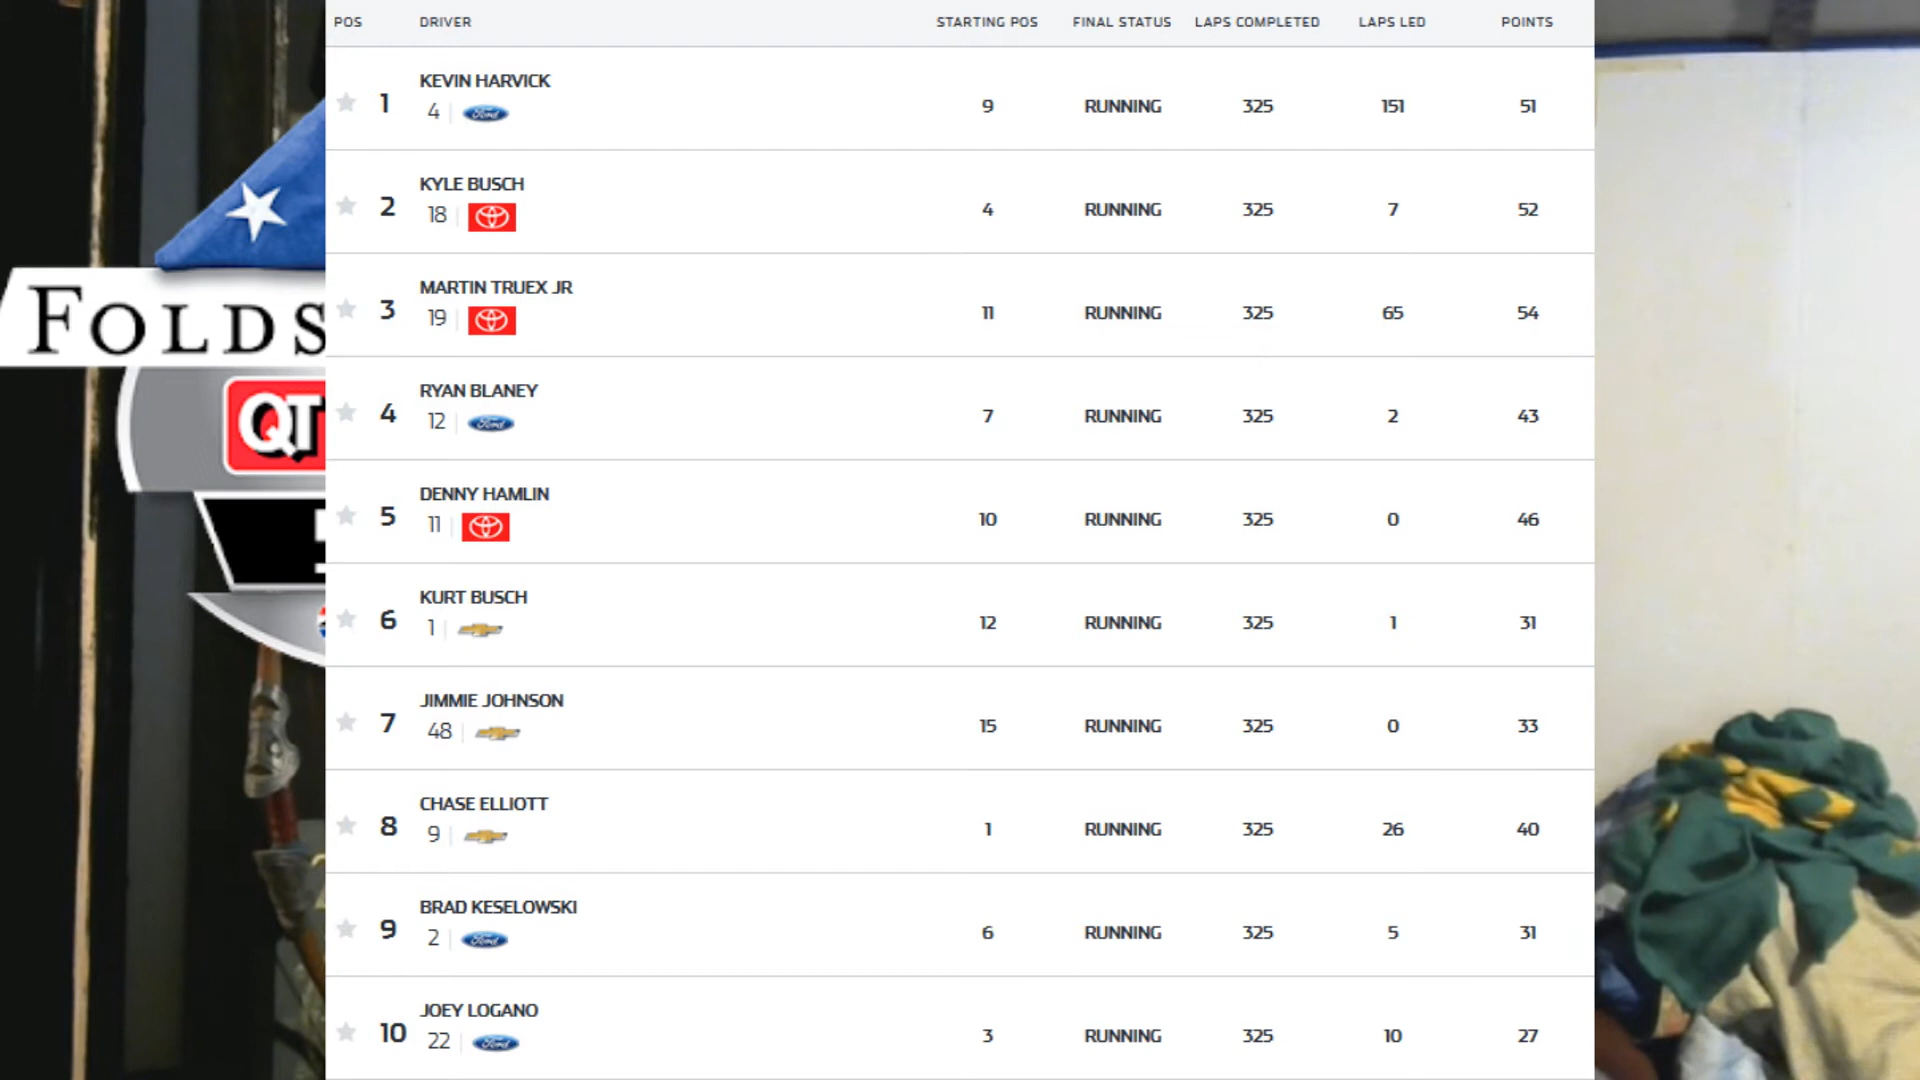 POS DRIVER STARTING POS FINAL STATUS LAPS COMPLETED LAPS LED POINTS
KEVIN HARVICK
1 4 Ford 9 RUNNING 325 151 51
KYLE BUSCH
2 18 4 RUNNING 325 7 52
MARTIN TRUEX JR
3 19 11 RUNNING 325 65 54
FOLDS
RYAN BLANEY
4 12 Ford 7 RUNNING 325 2 43
QT
DENNY HAMLIN
5 11 10 RUNNING 325 0 46
KURT BUSCH
6 1 12 RUNNING 325 1 31
JIMMIE JOHNSON
7 48 15 RUNNING 325 0 33
CHASE ELLIOTT
8 9 1 RUNNING 325 26 40
BRAD KESELOWSKI
9 2 Ford 6 RUNNING 325 5 31
JOEY LOGANO
10 22 Ford 3 RUNNING 325 10 27